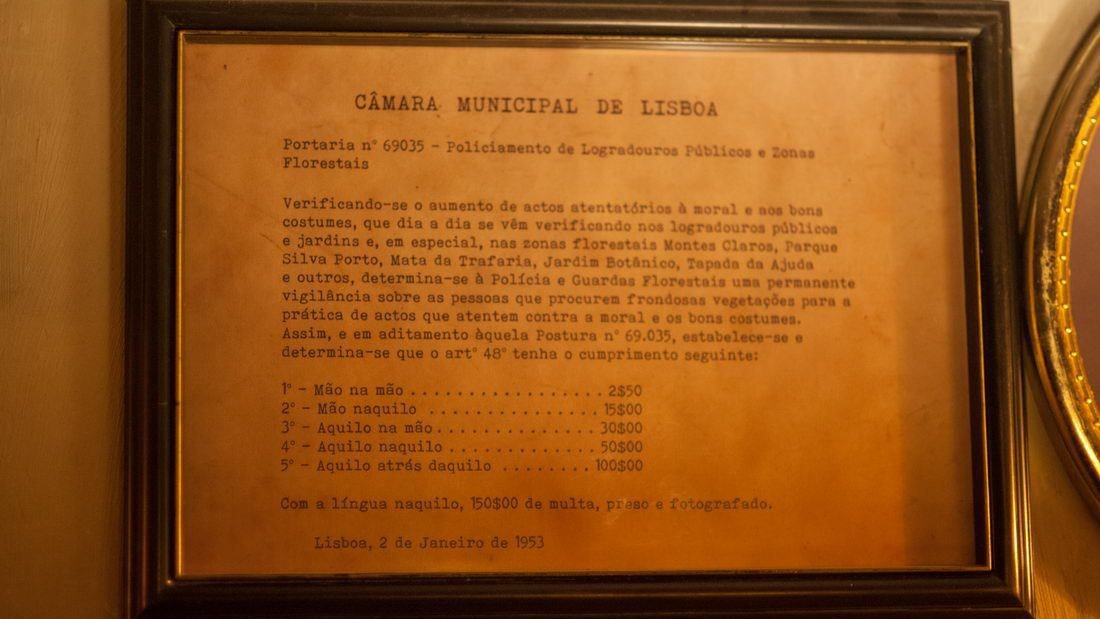 CÂMARA MUNICIPAL DE LISBOA
Portaria nº 69035 - Policiamento de Logradouros Públicos e Zonas
Florestais
Verificando-se o aumento de actos atentatórios à moral e aos bons
costumes, que dia a dia se vêm verificando nos logradouros públicos
e jardins e, em especial, nas zonas florestais Montes Claros, Parque
Silva Porto, Mata da Trafaria, Jardim Botânico, Tapada da Ajuda
e outros, determina-se à Polícia e Guardas Florestais uma permanente
vigilância sobre as pessoas que procurem frondosas vegetações para a
prática de actos que atentem contra a moral e os bons costumes.
Assim, e em aditamento àquela Postura nº 69.035, estabelece-se e
determina-se que o artº 48º tenha o cumprimento seguinte:
1º - Mão na mão ................. 2$50
2º - Mão naquilo ............... 15$00
3º - Aquilo na mão.............. 30$00
4º - Aquilo naquilo ............. 50$00
5º - Aquilo atrás daquilo ........ 100$00
Com a língua naquilo, 150$00 de multa, preso e fotografado.
Lisboa, 2 de Janeiro de 1953